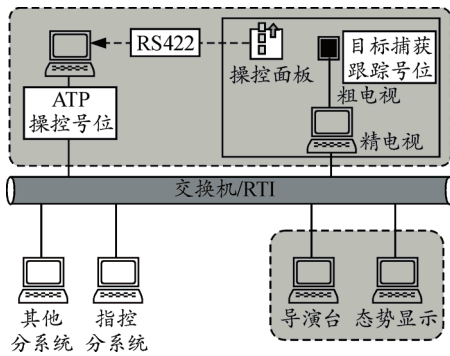 RS422
操控面板
目标捕获
跟踪号位
粗电视
ATP
操控号位
精电视
交换机/RTI
其他
分系统
指控
分系统
导演台
态势显示